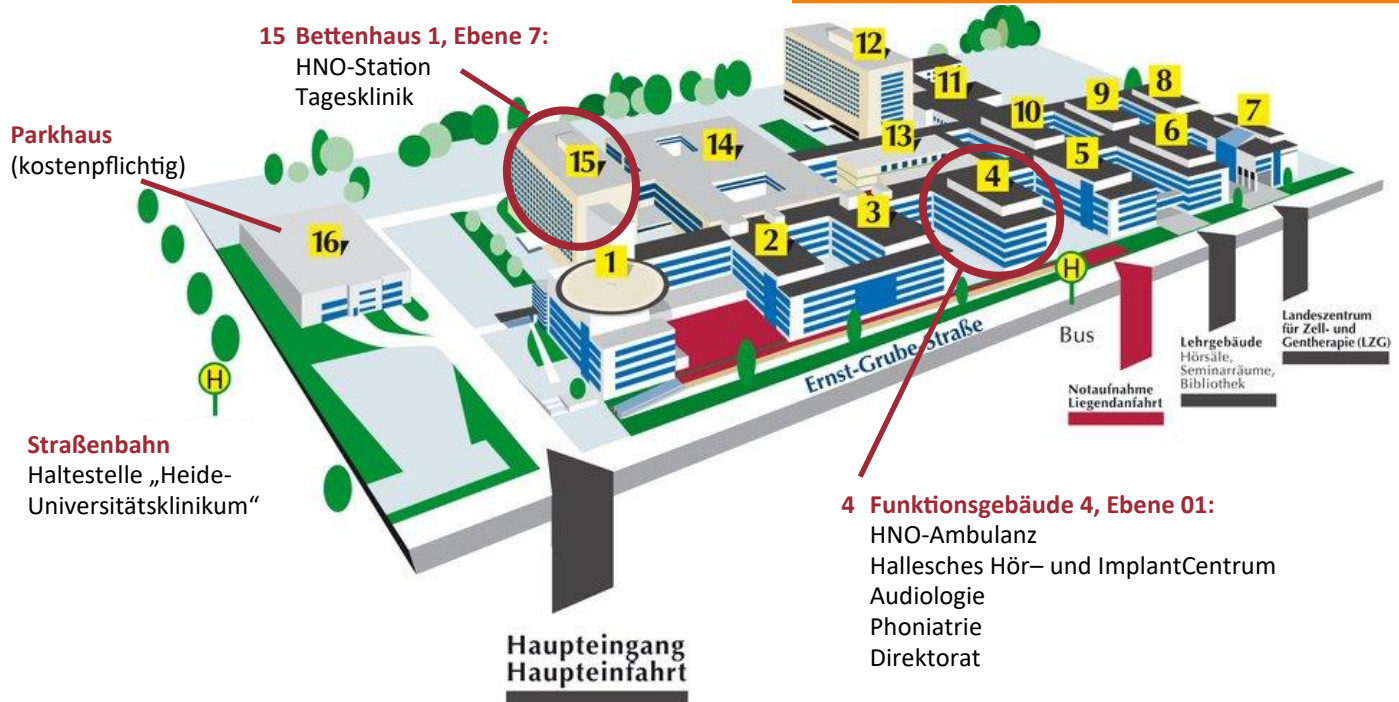 15 Bettenhaus 1, Ebene 7:
HNO-Station
Tagesklinik
Parkhaus
(kostenpflichtig)
12
11
8
9
10
7
6
13
14
5
15
4
3
16
2
1
H
H
Bus
Ernst-Grube-Straße
Landeszentrum
für Zell- und
Gentherapie (LZG)
Lehrgebäude
Hörsäle,
Seminarräume,
Bibliothek
Notaufnahme
Liegendanfahrt
Straßenbahn
Haltestelle „Heide-
Universitätsklinikum“
4 Funktionsgebäude 4, Ebene 01:
HNO-Ambulanz
Hallesches Hör– und ImplantCentrum
Audiologie
Phoniatrie
Direktorat
Haupteingang
Haupteinfahrt